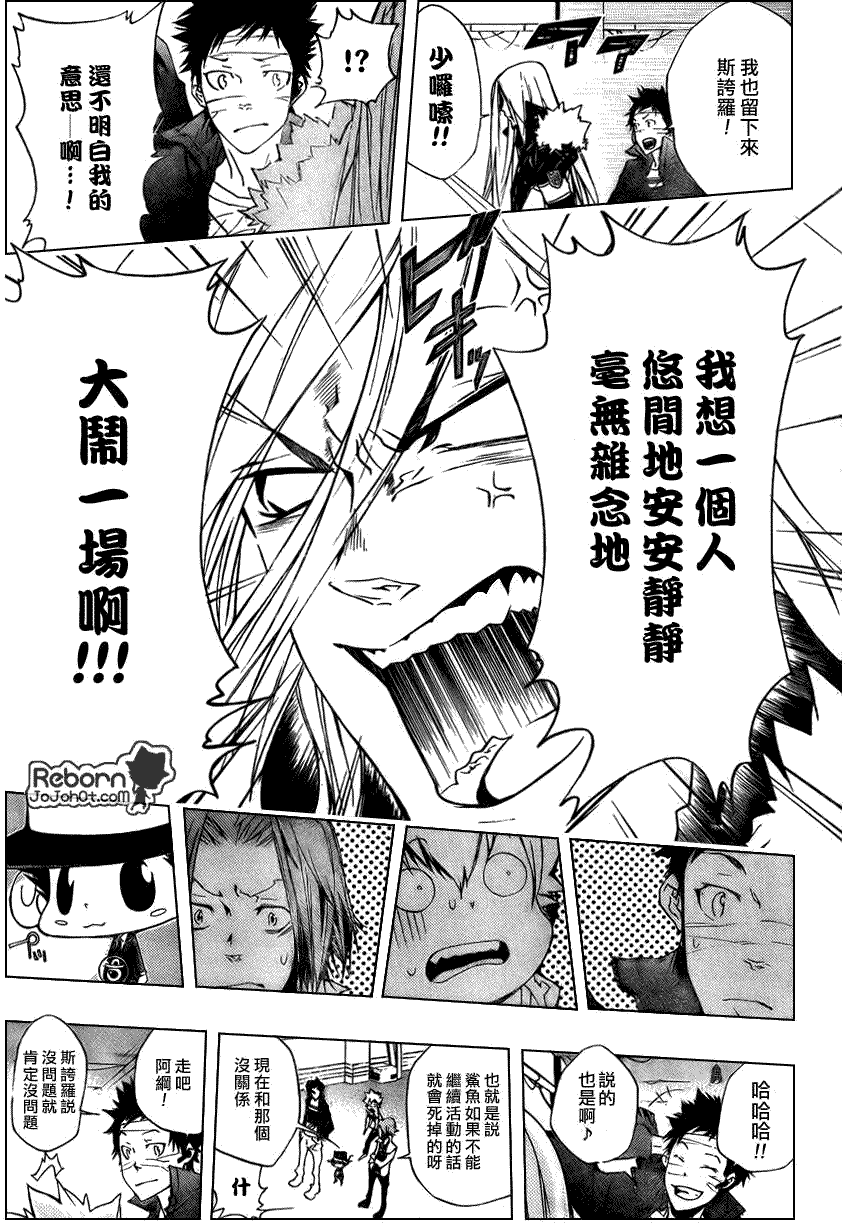 我也留下來
斯誇羅！
クク
少囉嗦!!
!?
還不明白我的
意思──啊…！
ビキッ
我想一個人
悠閒地安安靜靜
毫無雜念地
大鬧一場啊!!!
Reborn
JoJoHOt.com
哈哈哈!!
說的
也是啊♪
也就是說
鯊魚如果不能
繼續活動的話
就會死掉的呀
現在和那個
沒關係
什
走吧
阿綱！
斯誇羅說
沒問題就
肯定沒問題